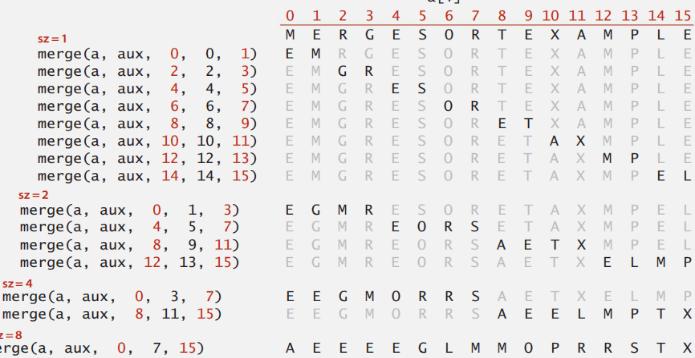 0 1 2 3 4 5 6 7 8 9 10 11 12 13 14 15
sz=1 M E R G E S O R T E X A M P L E
merge(a, aux, 0, 0, 1) E M R G E S O R T E X A M P L E
merge(a, aux, 2, 2, 3) E M G R E S O R T E X A M P L E
merge(a, aux, 4, 4, 5) E M G R E S O R T E X A M P L E
merge(a, aux, 6, 6, 7) E M G R E S O R T E X A M P L E
merge(a, aux, 8, 8, 9) E M G R E S O R E T X A M P L E
merge(a, aux, 10, 10, 11) E M G R E S O R E T A X M P L E
merge(a, aux, 12, 12, 13) E M G R E S O R E T A X M P L E
merge(a, aux, 14, 14, 15) E M G R E S O R E T A X M P E L
sz=2
merge(a, aux, 0, 1, 3) E G M R E S O R E T A X M P E L
merge(a, aux, 4, 5, 7) E G M R E O R S E T A X M P E L
merge(a, aux, 8, 9, 11) E G M R E O R S A E T X M P E L
merge(a, aux, 12, 13, 15) E G M R E O R S A E T X E L M P
sz=4
merge(a, aux, 0, 3, 7) E E G M O R R S A E T X E L M P
merge(a, aux, 8, 11, 15) E E G M O R R S A E E L M P T X
z=8
erge(a, aux, 0, 7, 15) A E E E E G L M M O P R R S T X